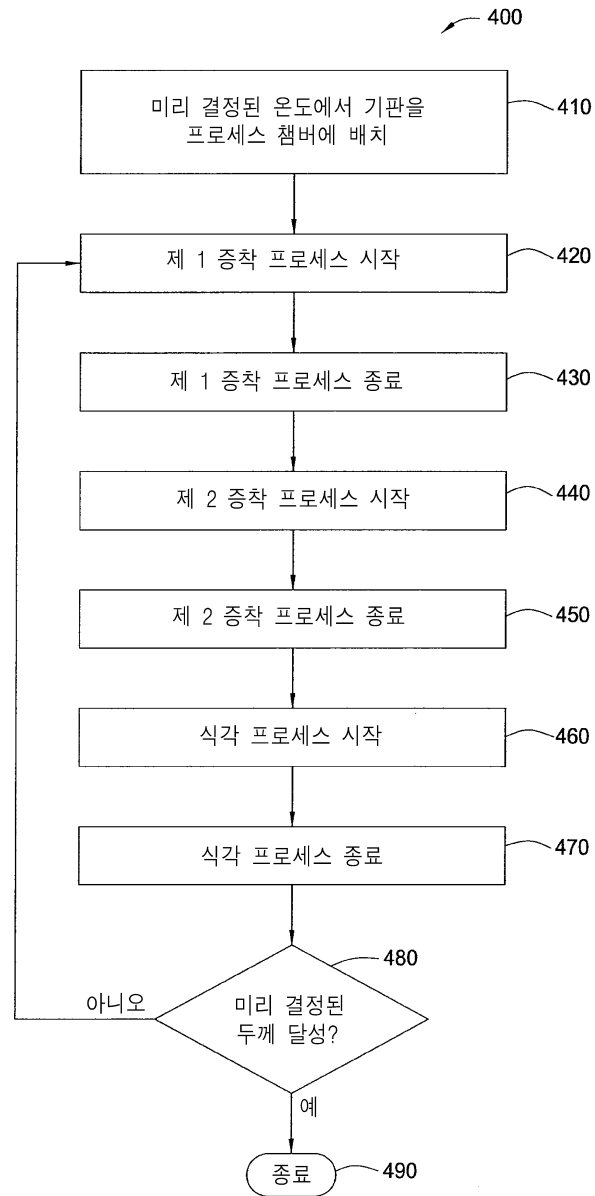 400
미리 결정된 온도에서 기판을
프로세스 챔버에 배치
410
제 1 증착 프로세스 시작
420
제 1 증착 프로세스 종료
430
제 2 증착 프로세스 시작
440
제 2 증착 프로세스 종료
450
식각 프로세스 시작
460
식각 프로세스 종료
470
480
미리 결정된
두께 달성?
아니오
예
종료
490